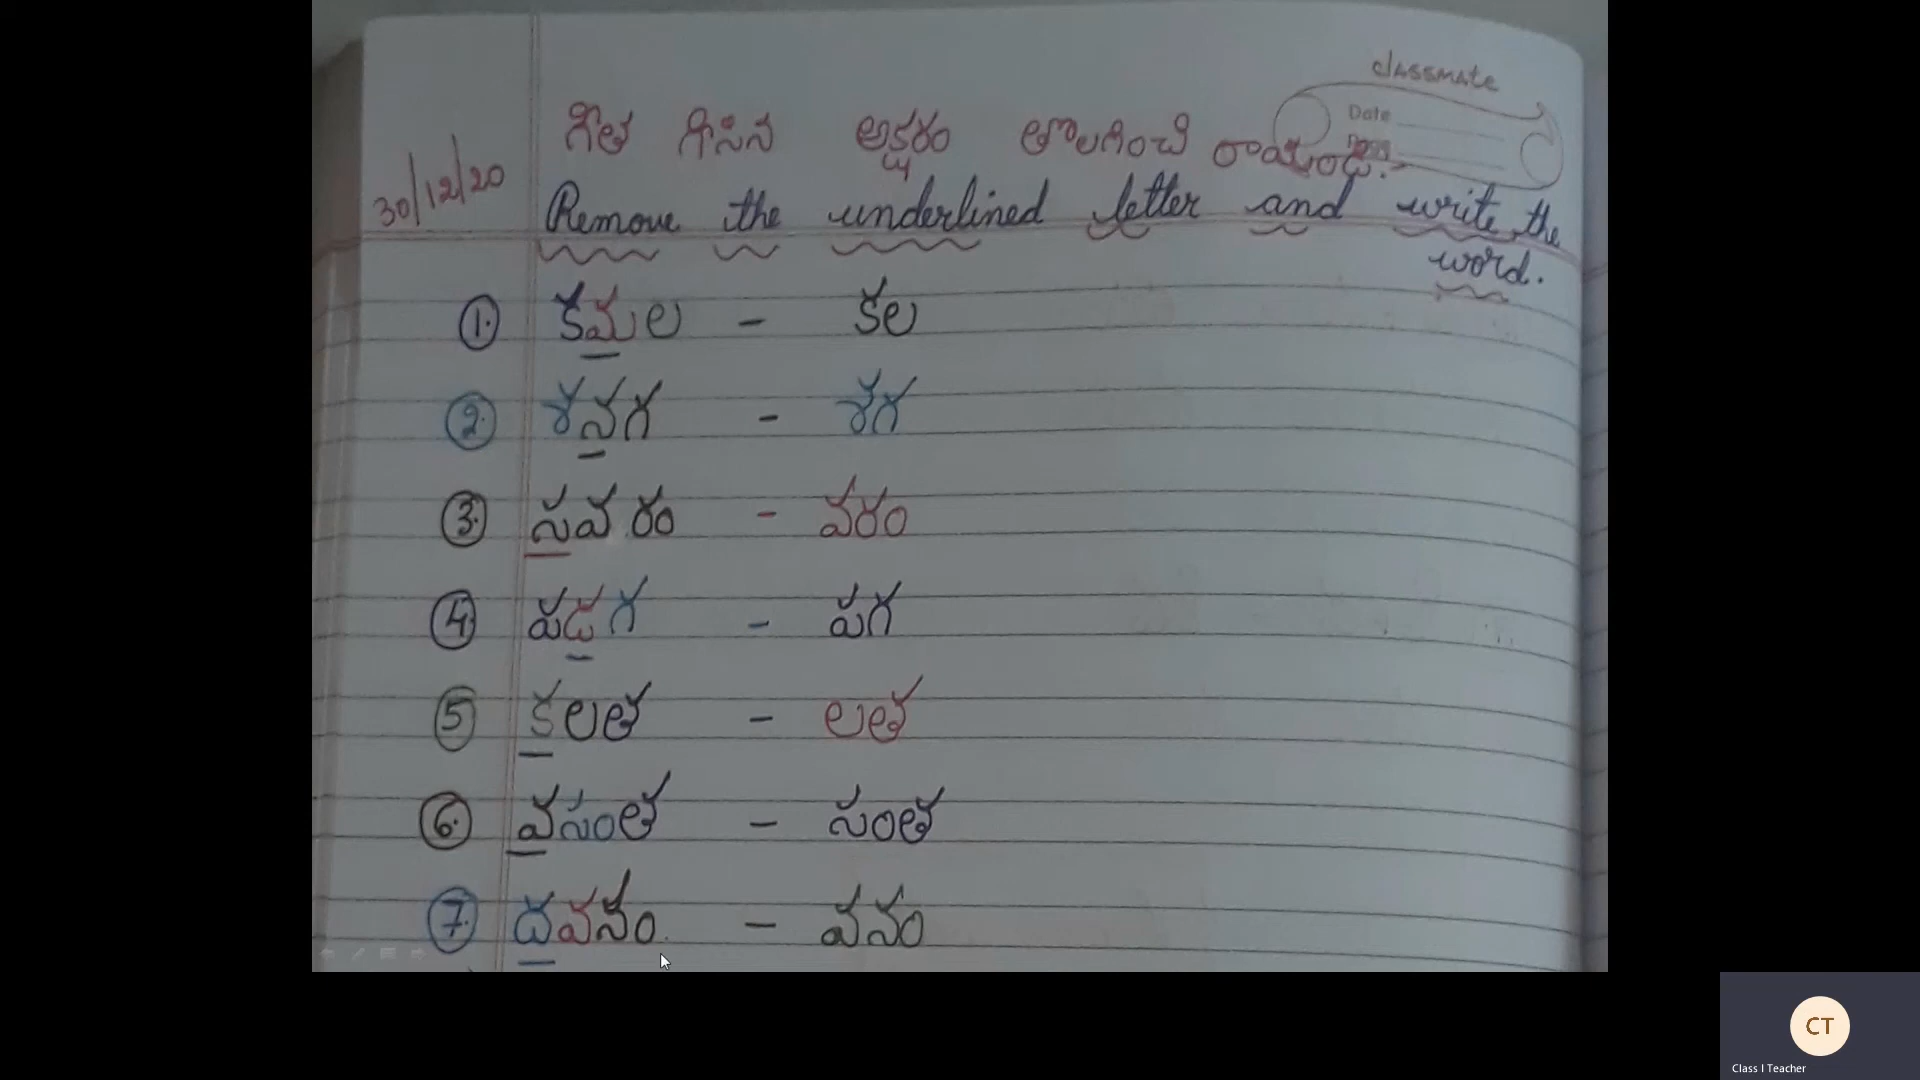 classmate
Date
Page
గీత గీసిన అక్షరం తొలగించి రాయండి.
30/12/20
Remove the underlined letter and write the
word.
1. కమల - కల
2. శనగ - శగ
3. సవరం - వరం
4. పడగ - పగ
5. కలత - లత
6. వసంత - సంత
7. దవనం. - వనం
CT
Class I Teacher